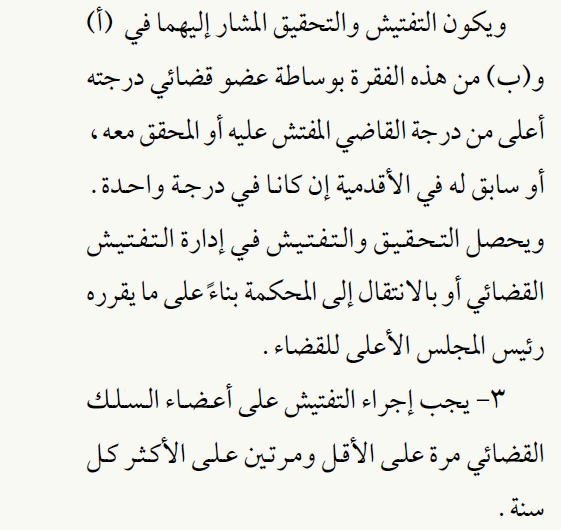 ويكون التفتيش والتحقيق المشار إليهما في (أ)
و(ب) من هذه الفقرة بوساطة عضو قضائي درجته
أعلى من درجة القاضي المفتش عليه أو المحقق معه،
أو سابق له في الأقدمية إن كانا في درجة واحدة.
ويحصل التحقيق والتفتيش في إدارة التفتيش
القضائي أو بالانتقال إلى المحكمة بناءً على ما يقرره
رئيس المجلس الأعلى للقضاء.
٣- يجب إجراء التفتيش على أعضاء السلك
القضائي مرة على الأقل ومرتين على الأكثر كل
سنة.